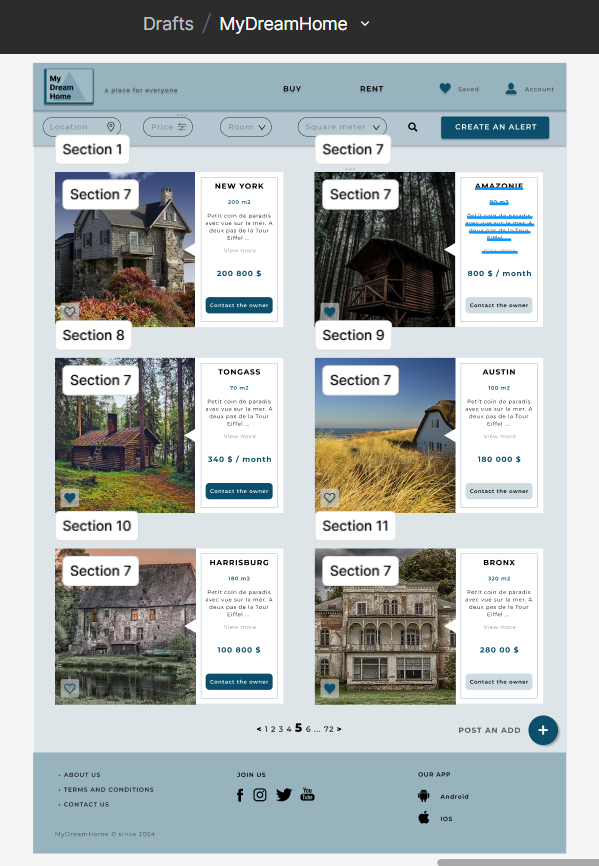 Drafts / MyDreamHome
My
Dream
Home
a place for everyone
BUY
RENT
Saved
Account
Location
Price
Room
Square meter
CREATE AN ALERT
Section 1
Section 7
Section 7
NEW YORK
200 m2
Petit coin de paradis
avec vue sur la mer. A
deux pas de la Tour
Eiffel ...
View more
200 800 $
Contact the owner
Section 7
AMAZONIE
90 m2
Petit coin de paradis
avec vue sur la mer. A
deux pas de la Tour
Eiffel ...
View more
800 $ / month
Contact the owner
Section 8
Section 9
Section 7
TONGASS
70 m2
Petit coin de paradis
avec vue sur la mer. A
deux pas de la Tour
Eiffel ...
View more
340 $ / month
Contact the owner
Section 7
AUSTIN
100 m2
Petit coin de paradis
avec vue sur la mer. A
deux pas de la Tour
Eiffel ...
View more
180 000 $
Contact the owner
Section 10
Section 11
Section 7
HARRISBURG
180 m2
Petit coin de paradis
avec vue sur la mer. A
deux pas de la Tour
Eiffel ...
View more
100 800 $
Contact the owner
Section 7
BRONX
320 m2
Petit coin de paradis
avec vue sur la mer. A
deux pas de la Tour
Eiffel ...
View more
280 00 $
Contact the owner
< 1 2 3 4 5 6 ... 72 >
POST AN ADD
+
• ABOUT US
• TERMS AND CONDITIONS
• CONTACT US
JOIN US
You
Tube
OUR APP
Android
IOS
MyDreamHome © since 2024